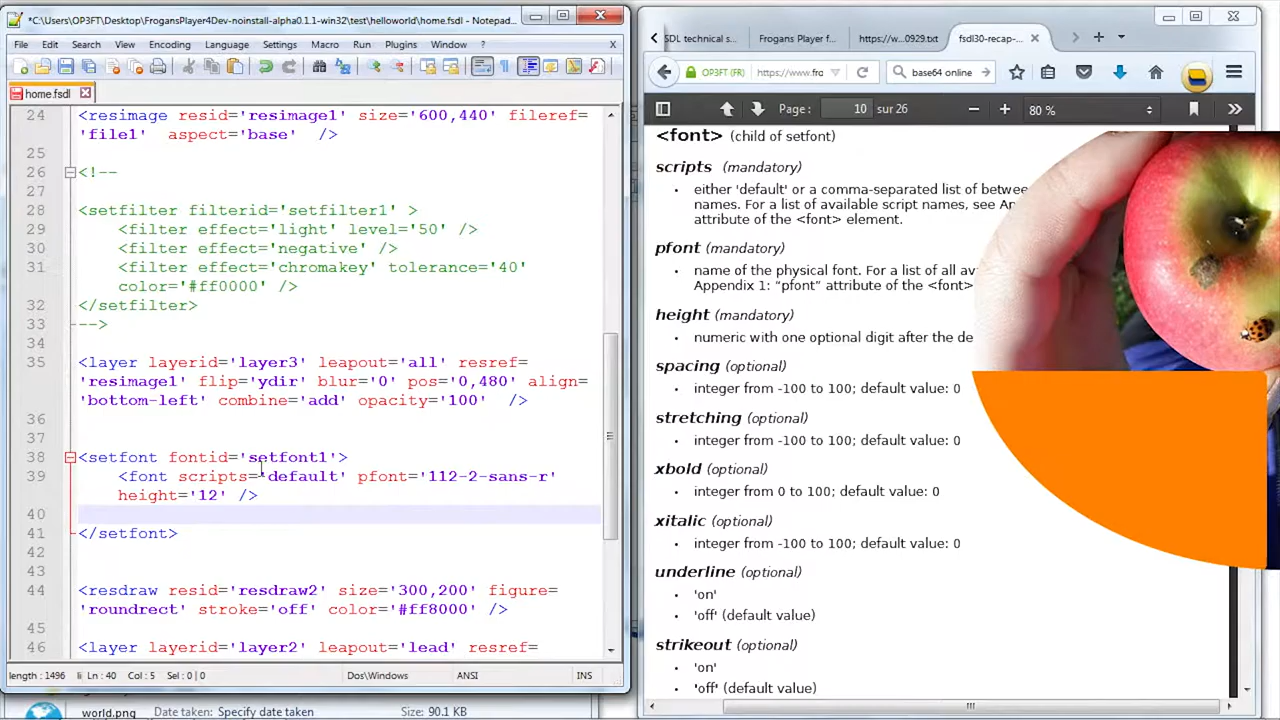 *C:\Users\OP3FT\Desktop\FrogansPlayer4Dev-noinstall-alpha0.1.1-win32\test\helloworld\home.fsdl - Notepad...
File Edit Search View Encoding Language Settings Macro Run Plugins Window ? X
home.fsdl
24 <resimage resid='resimage1' size='600,440' fileref=
'file1' aspect='base' />
25
26 <!--
27
28 <setfilter filterid='setfilter1' >
29 <filter effect='light' level='50' />
30 <filter effect='negative' />
31 <filter effect='chromakey' tolerance='40'
color='#ff0000' />
32 </setfilter>
33 -->
34
35 <layer layerid='layer3' leapout='all' resref=
'resimage1' flip='ydir' blur='0' pos='0,480' align=
'bottom-left' combine='add' opacity='100' />
36
37
38 <setfont fontid='setfont1'>
39 <font scripts='default' pfont='112-2-sans-r'
height='12' />
40
41 </setfont>
42
43
44 <resdraw resid='resdraw2' size='300,200' figure=
'roundrect' stroke='off' color='#ff8000' />
45
46 <layer layerid='layer2' leapout='lead' resref=
length : 1496 li Ln : 40 Col : 5 Sel : 0 | 0 Dos\Windows ANSI INS
world.png Date taken: Specify date taken Size: 90.1 KB
SDL technical s... Frogans Player f... https://w...0929.txt fsdl30-recap-...
OP3FT (FR) https://www.fro base64 online
Page : 10 sur 26 80 %
<font> (child of setfont)
scripts (mandatory)
• either 'default' or a comma-separated list of betwee
names. For a list of available script names, see Ap
attribute of the <font> element.
pfont (mandatory)
• name of the physical font. For a list of all av
Appendix 1: “pfont” attribute of the <font>
height (mandatory)
• numeric with one optional digit after the de
spacing (optional)
• integer from -100 to 100; default value: 0
stretching (optional)
• integer from -100 to 100; default value: 0
xbold (optional)
• integer from 0 to 100; default value: 0
xitalic (optional)
• integer from -100 to 100; default value: 0
underline (optional)
• 'on'
• 'off' (default value)
strikeout (optional)
• 'on'
• 'off' (default value)